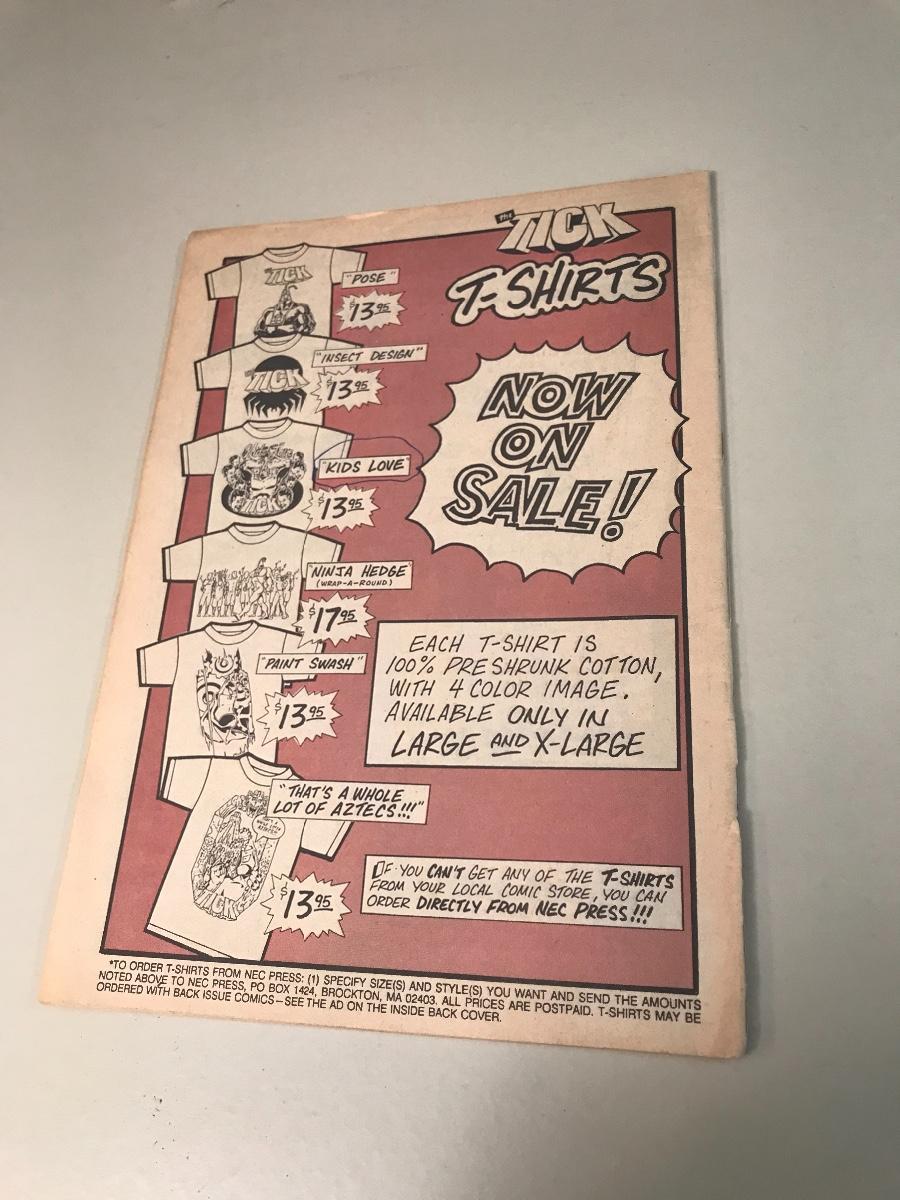 the
TICK
T-SHIRTS
TICK
"POSE"
$13.95
TICK
"INSECT DESIGN"
$13.95
"KIDS LOVE"
$13.95
"NINJA HEDGE"
(WRAP-A-ROUND)
$17.95
"PAINT SWASH"
$13.95
"THAT'S A WHOLE
LOT OF AZTECS!!!"
TICK
$13.95
NOW
ON
SALE!
EACH T-SHIRT IS
100% PRESHRUNK COTTON,
WITH 4 COLOR IMAGE.
AVAILABLE ONLY IN
LARGE AND X-LARGE
IF YOU CAN'T GET ANY OF THE T-SHIRTS
FROM YOUR LOCAL COMIC STORE, YOU CAN
ORDER DIRECTLY FROM NEC PRESS!!!
*TO ORDER T-SHIRTS FROM NEC PRESS: (1) SPECIFY SIZE(S) AND STYLE(S) YOU WANT AND SEND THE AMOUNTS
NOTED ABOVE TO NEC PRESS, PO BOX 1424, BROCKTON, MA 02403. ALL PRICES ARE POSTPAID. T-SHIRTS MAY BE
ORDERED WITH BACK ISSUE COMICS—SEE THE AD ON THE INSIDE BACK COVER.